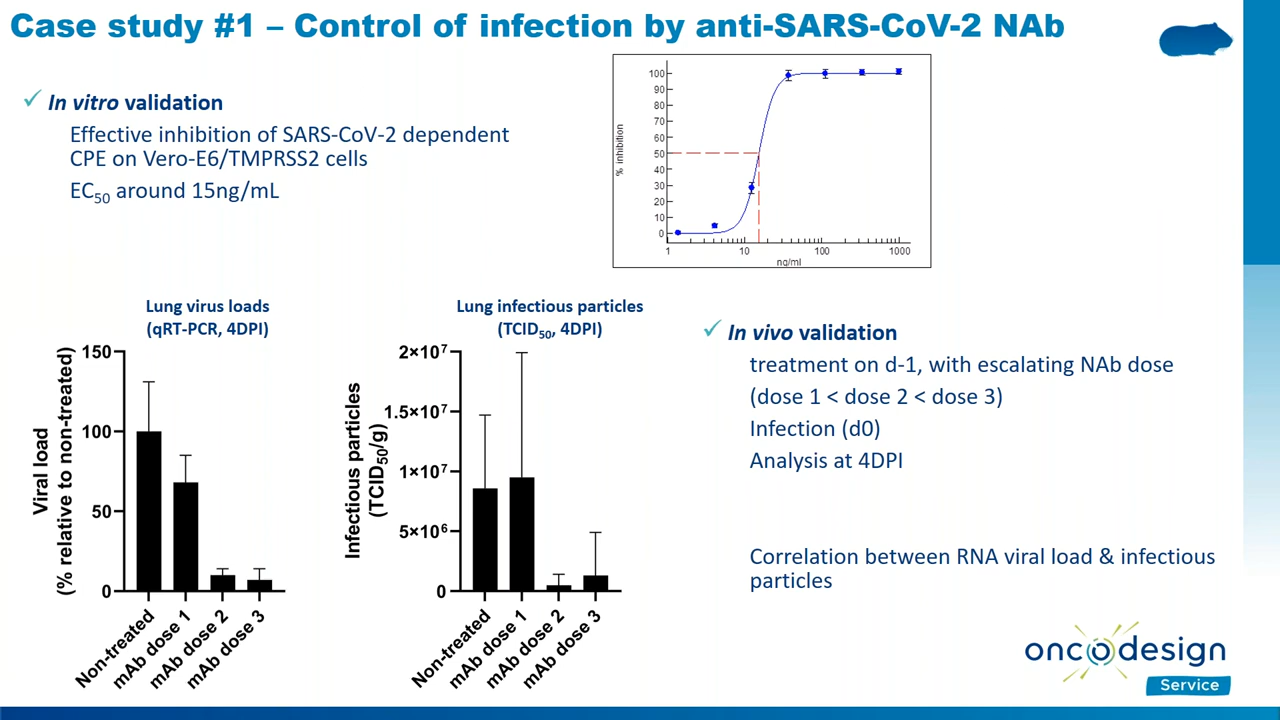 Case study #1 – Control of infection by anti-SARS-CoV-2 NAb
✓ In vitro validation
Effective inhibition of SARS-CoV-2 dependent
CPE on Vero-E6/TMPRSS2 cells
EC50 around 15ng/mL
% inhibition
100
90
80
70
60
50
40
30
20
10
0
1 10 100 1000
ng/ml
Lung virus loads
(qRT-PCR, 4DPI)
Viral load
(% relative to non-treated)
150
100
50
0
Non-treated
mAb dose 1
mAb dose 2
mAb dose 3
Lung infectious particles
(TCID50, 4DPI)
Infectious particles
(TCID50/g)
2×10⁷
1.5×10⁷
1×10⁷
5×10⁶
0
Non-treated
mAb dose 1
mAb dose 2
mAb dose 3
✓ In vivo validation
treatment on d-1, with escalating NAb dose
(dose 1 < dose 2 < dose 3)
Infection (d0)
Analysis at 4DPI
Correlation between RNA viral load & infectious
particles
oncodesign
Service